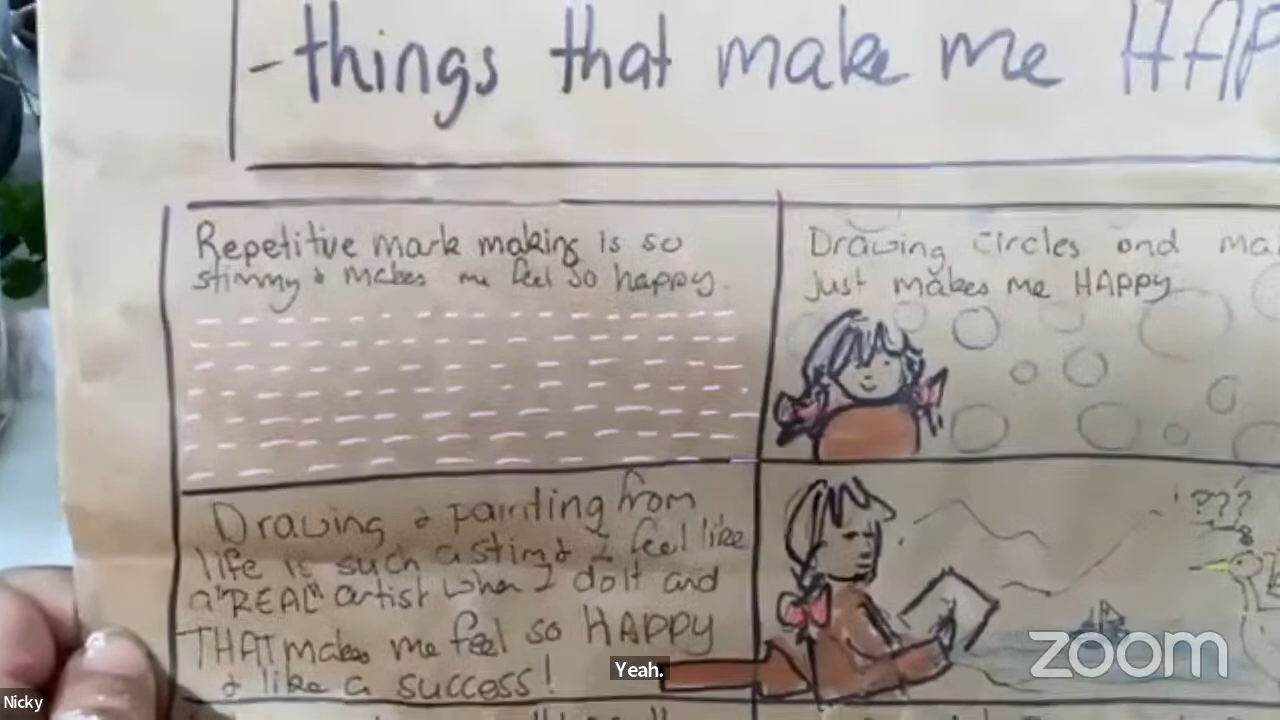 -things that make me HAP
Repetitive mark making is so
stimmy & makes me feel so happy.
Drawing circles and ma
just makes me HAPPY
Drawing & painting from
life is such a stim & I feel like
a "REAL" artist when I do it and
THAT makes me feel so HAPPY
& like a success!
???
Yeah.
zoom
Nicky